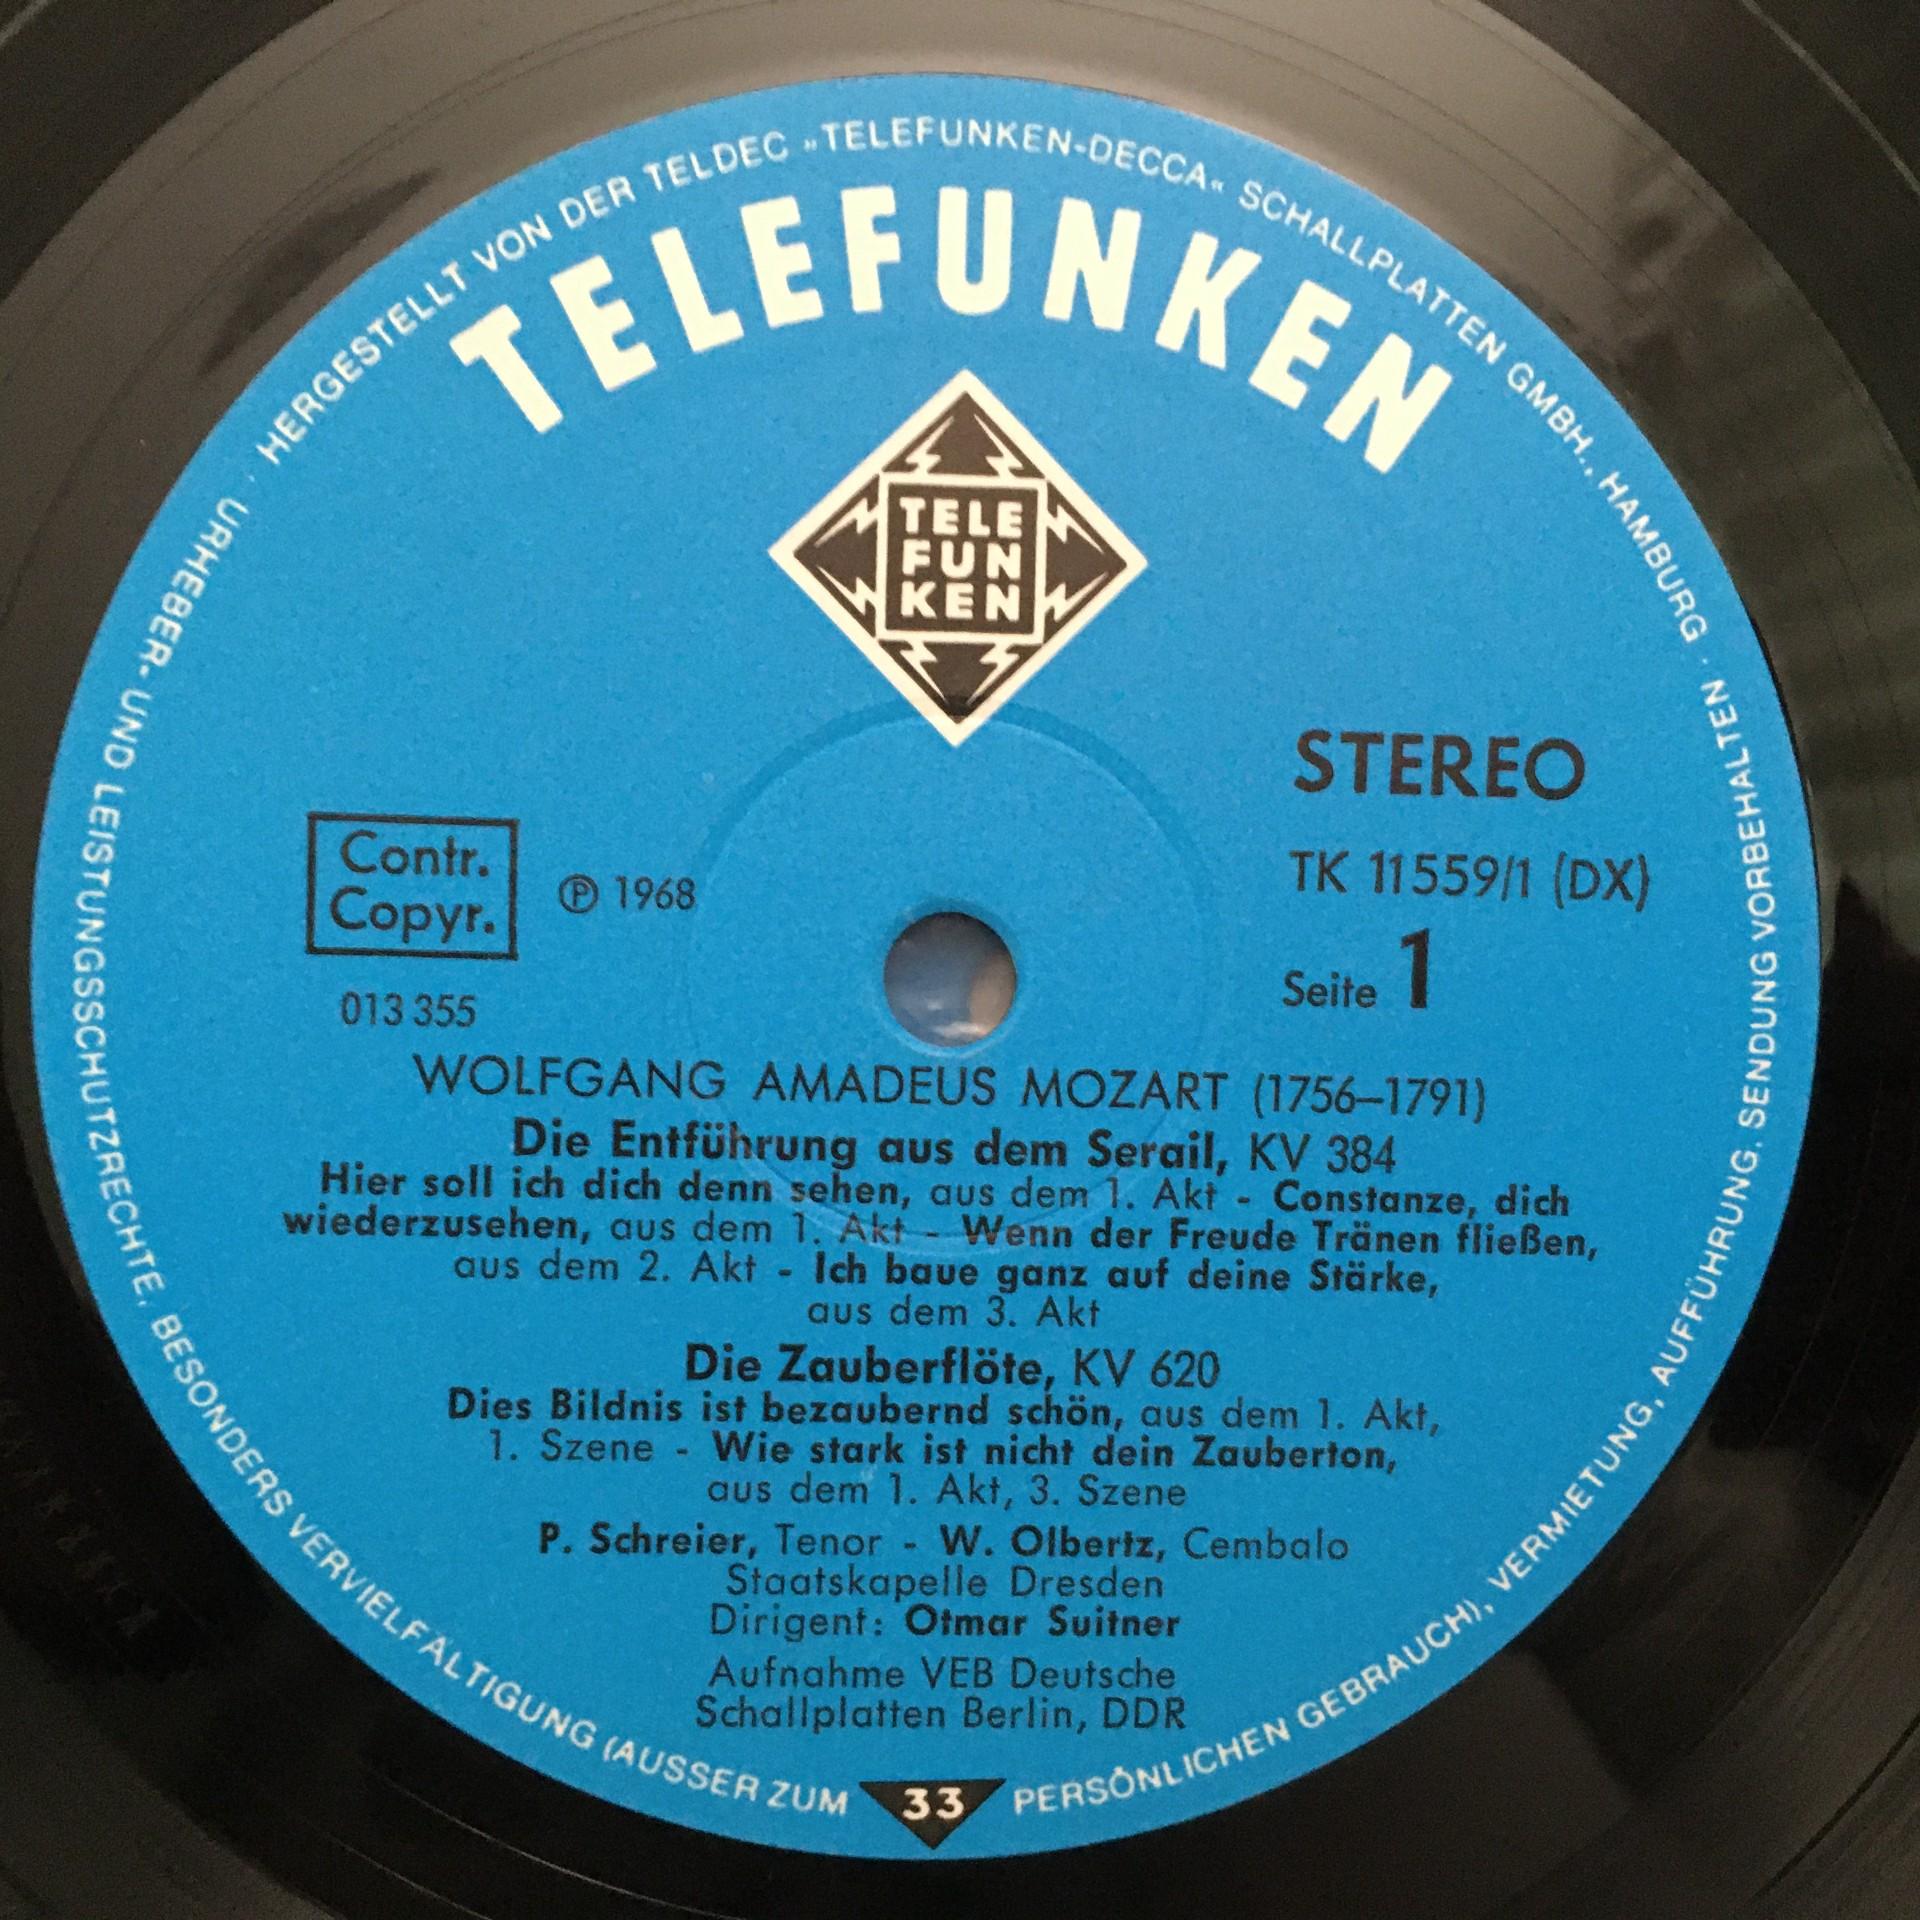 HERGESTELLT VON DER TELDEC »TELEFUNKEN-DECCA« SCHALLPLATTEN GMBH., HAMBURG · URHEBER- UND LEISTUNGSSCHUTZRECHTE, BESONDERS VERVIELFÄLTIGUNG (AUSSER ZUM PERSÖNLICHEN GEBRAUCH), VERMIETUNG, AUFFÜHRUNG, SENDUNG VORBEHALTEN ·
TELEFUNKEN
TELE
FUN
KEN
STEREO
Contr.
Copyr.
℗ 1968
TK 11559/1 (DX)
Seite 1
013 355
WOLFGANG AMADEUS MOZART (1756–1791)
Die Entführung aus dem Serail, KV 384
Hier soll ich dich denn sehen, aus dem 1. Akt - Constanze, dich
wiederzusehen, aus dem 1. Akt - Wenn der Freude Tränen fließen,
aus dem 2. Akt - Ich baue ganz auf deine Stärke,
aus dem 3. Akt
Die Zauberflöte, KV 620
Dies Bildnis ist bezaubernd schön, aus dem 1. Akt,
1. Szene - Wie stark ist nicht dein Zauberton,
aus dem 1. Akt, 3. Szene
P. Schreier, Tenor - W. Olbertz, Cembalo
Staatskapelle Dresden
Dirigent: Otmar Suitner
Aufnahme VEB Deutsche
Schallplatten Berlin, DDR
33